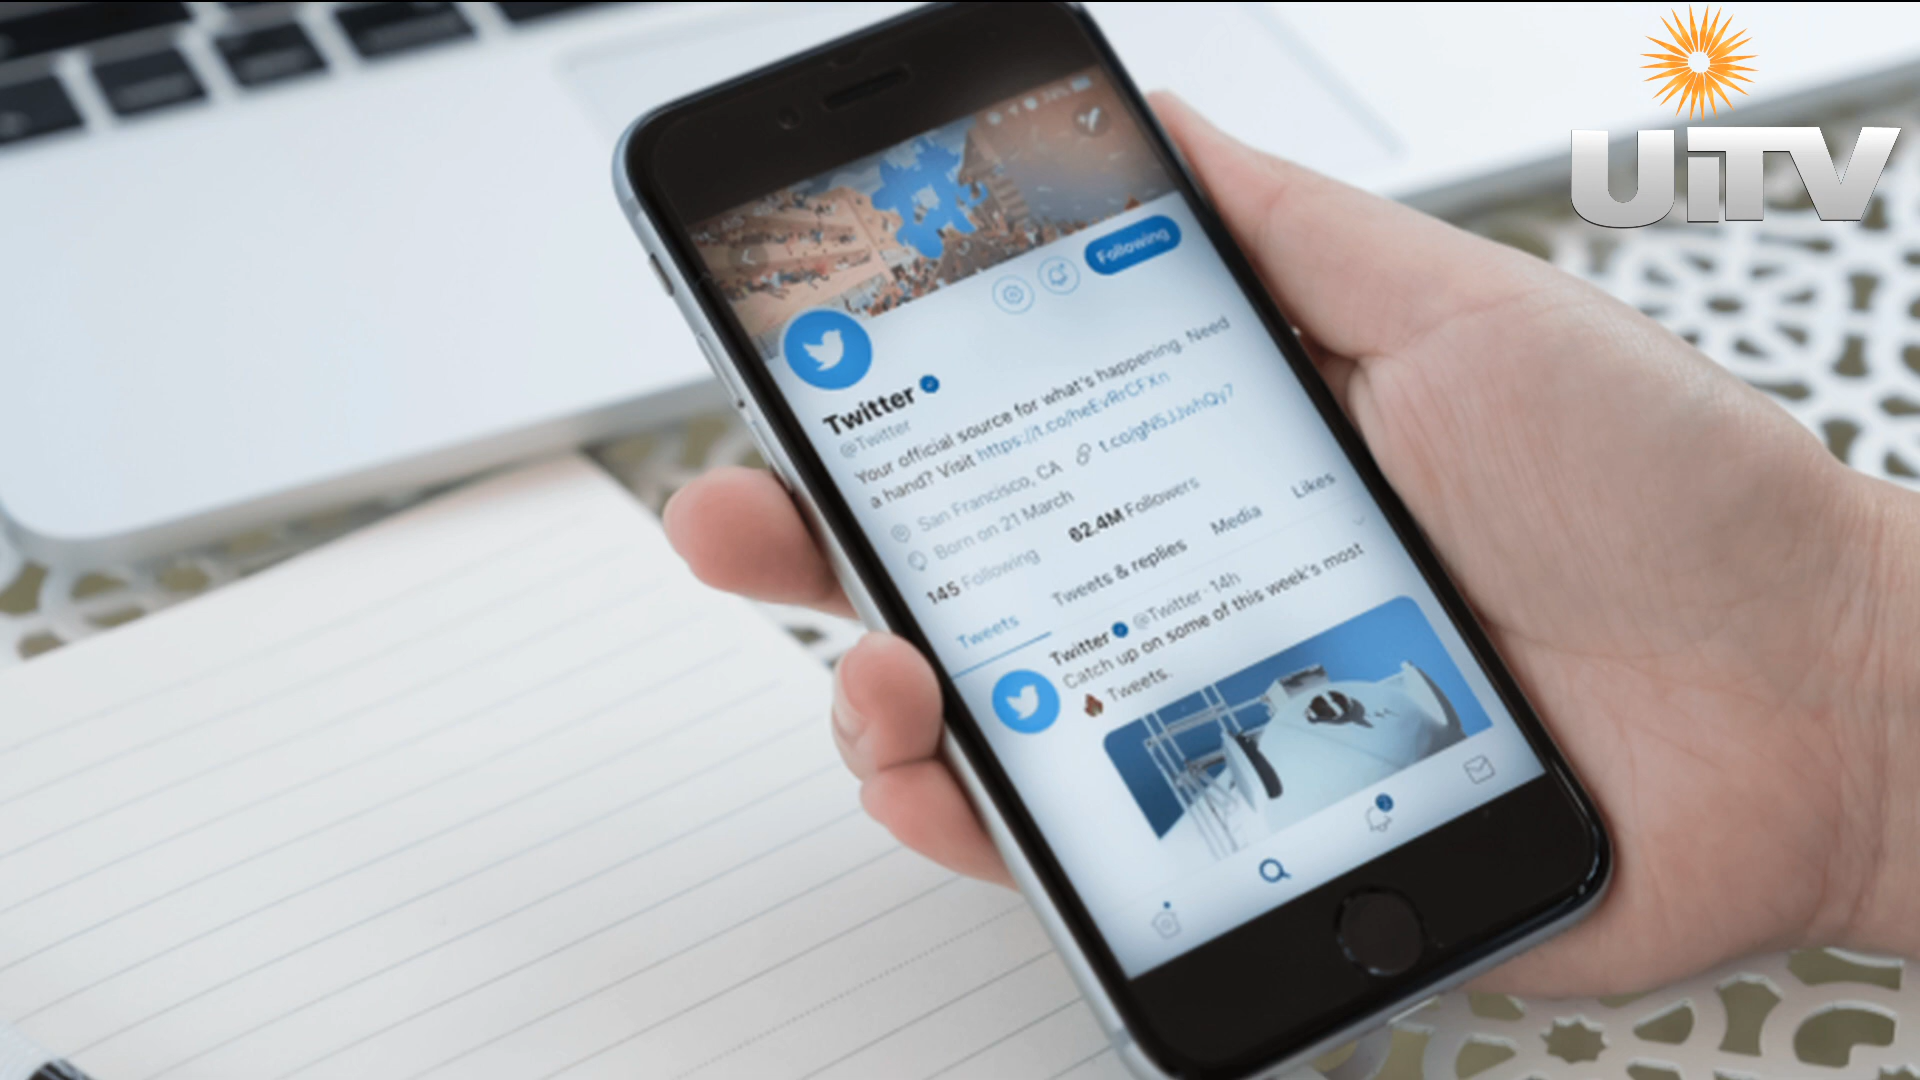 UiTV
Following
Twitter
@Twitter
Your official source for what's happening. Need
a hand? Visit https://t.co/heEvRrCFXn
San Francisco, CA t.co/gN5JJwhQy7
Born on 21 March
145 Following 62.4M Followers
Tweets Tweets & replies Media Likes
Twitter @Twitter · 14h
Catch up on some of this week's most
🔥 Tweets.